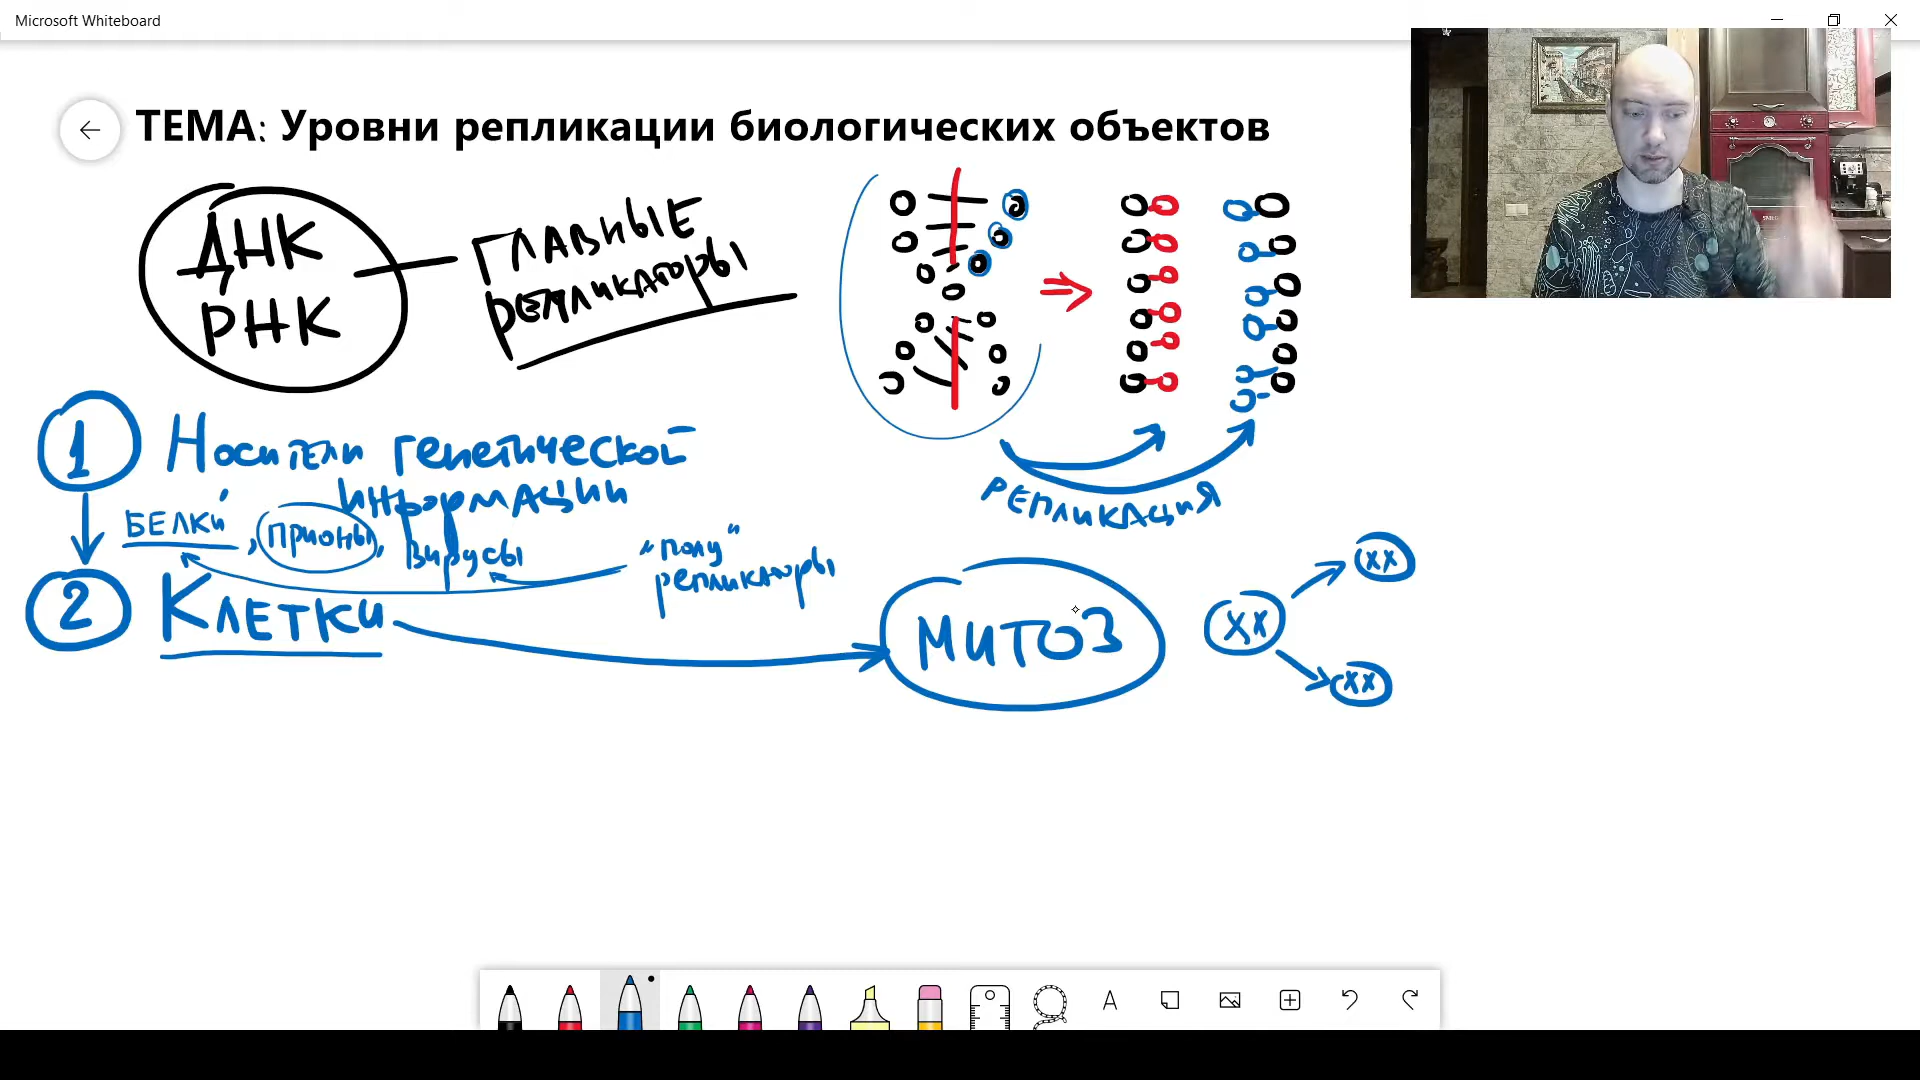 Microsoft Whiteboard
ТЕМА: Уровни репликации биологических объектов
ДНК
РНК
ГЛАВНЫЕ
репликаторы
1 Носители генетической
информации
БЕЛКИ, Прионы, Вирусы
"полу"
репликаторы
РЕПЛИКАЦИЯ
2 Клетки
МИТОЗ
XX
XX
XX